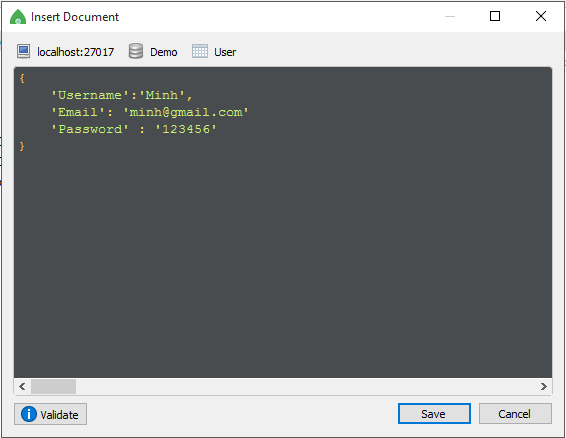 Insert Document
localhost:27017 Demo User
{
'Username':'Minh',
'Email': 'minh@gmail.com'
'Password' : '123456'
}
Validate Save Cancel